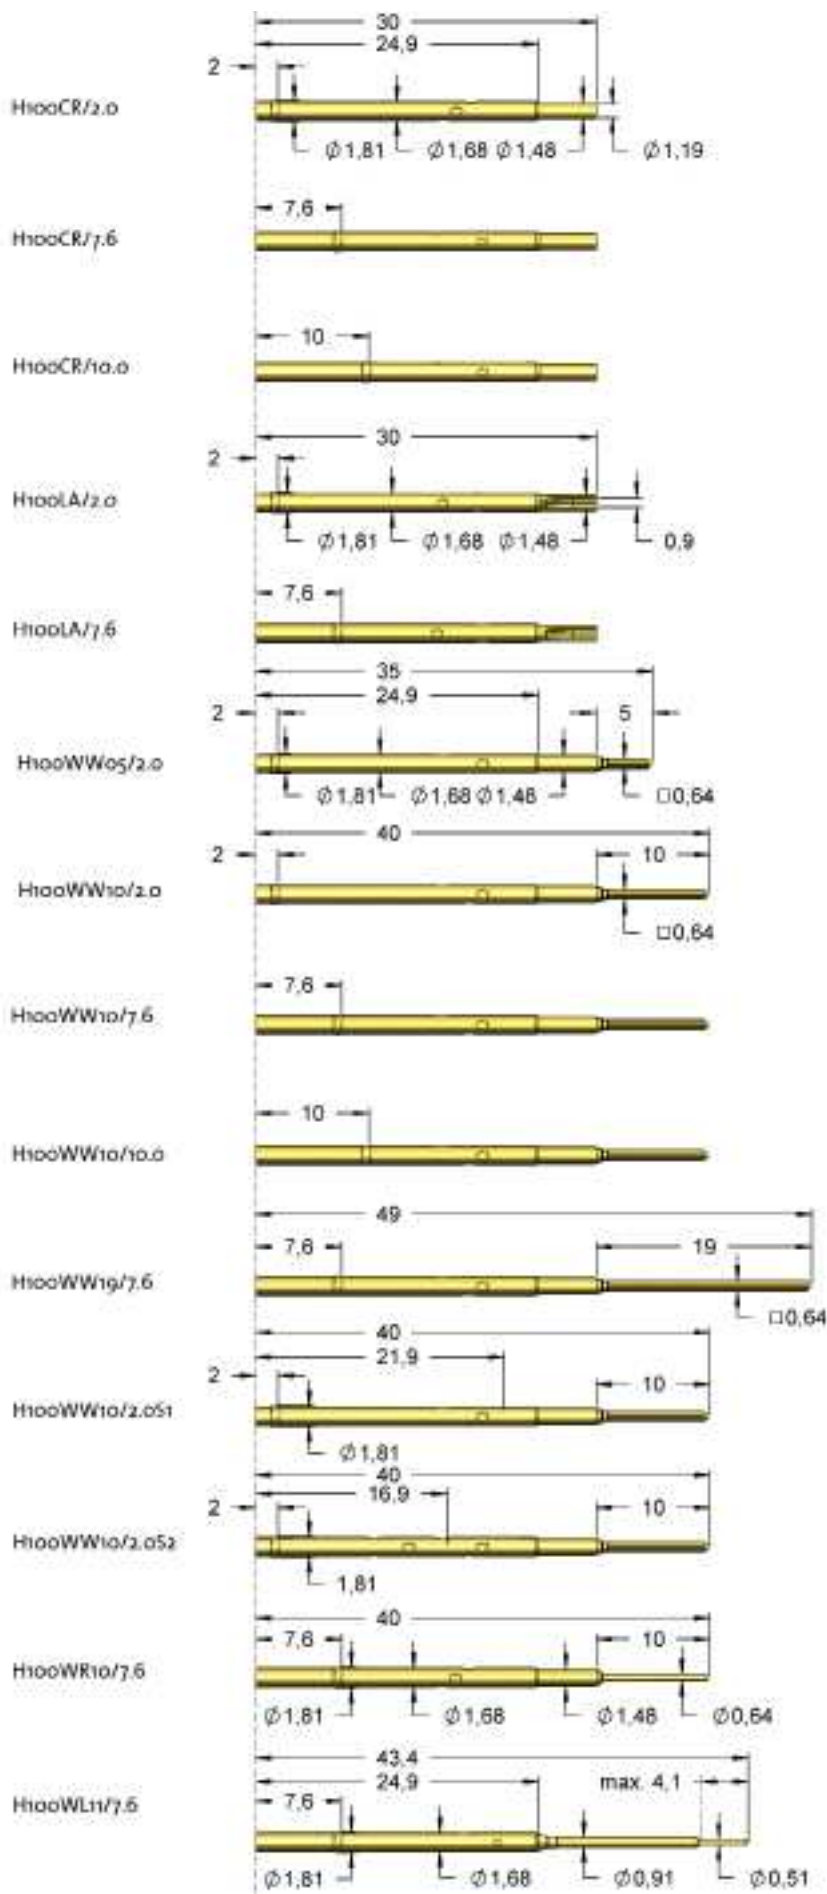 30
24,9
2
H100CR/2.0
Ø1,81 Ø1,68 Ø1,48 Ø1,19
7,6
H100CR/7.6
10
H100CR/10.0
30
2
H100LA/2.0
Ø1,81 Ø1,68 Ø1,48 0,9
7,6
H100LA/7.6
35
24,9
2 5
H100WW05/2.0
Ø1,81 Ø1,68 Ø1,48 □0,64
40
2 10
H100WW10/2.0
□0,64
7,6
H100WW10/7.6
10
H100WW10/10.0
49
7,6 19
H100WW19/7.6
□0,64
40
21,9
2 10
H100WW10/2.0S1
Ø1,81
40
16,9
2 10
H100WW10/2.0S2
1,81
40
7,6 10
H100WR10/7.6
Ø1,81 Ø1,68 Ø1,48 Ø0,64
43,4
24,9 max. 4,1
7,6
H100WL11/7.6
Ø1,81 Ø1,68 Ø0,91 Ø0,51